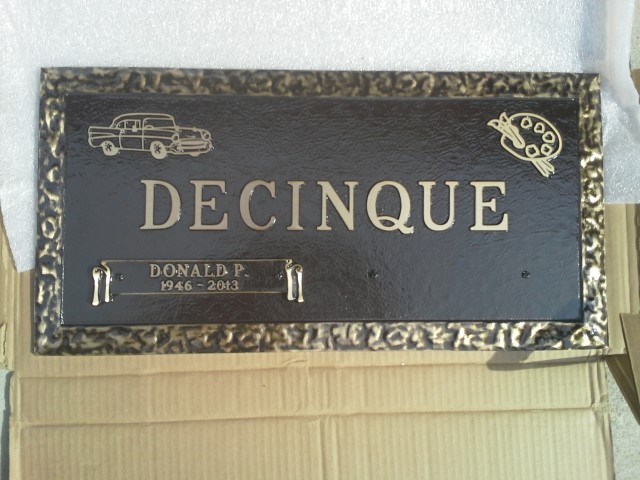 DECINQUE
DONALD P.
1946 - 2013